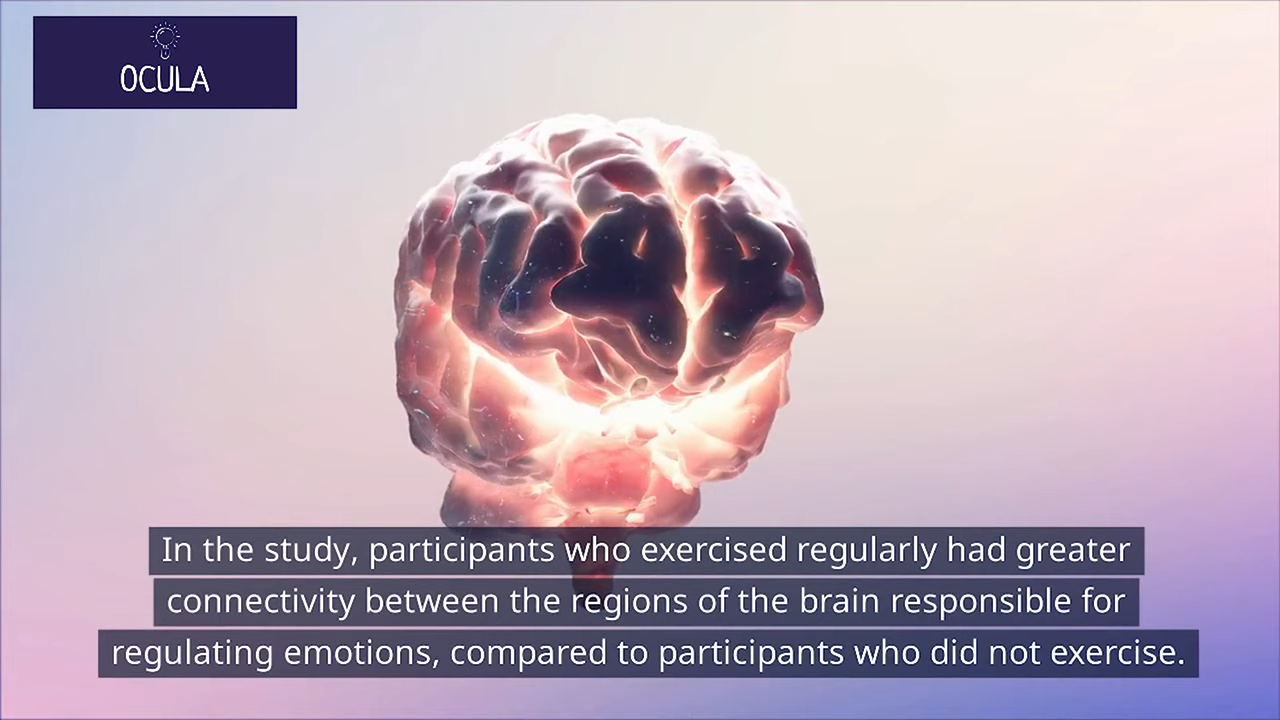 OCULA
In the study, participants who exercised regularly had greater
connectivity between the regions of the brain responsible for
regulating emotions, compared to participants who did not exercise.